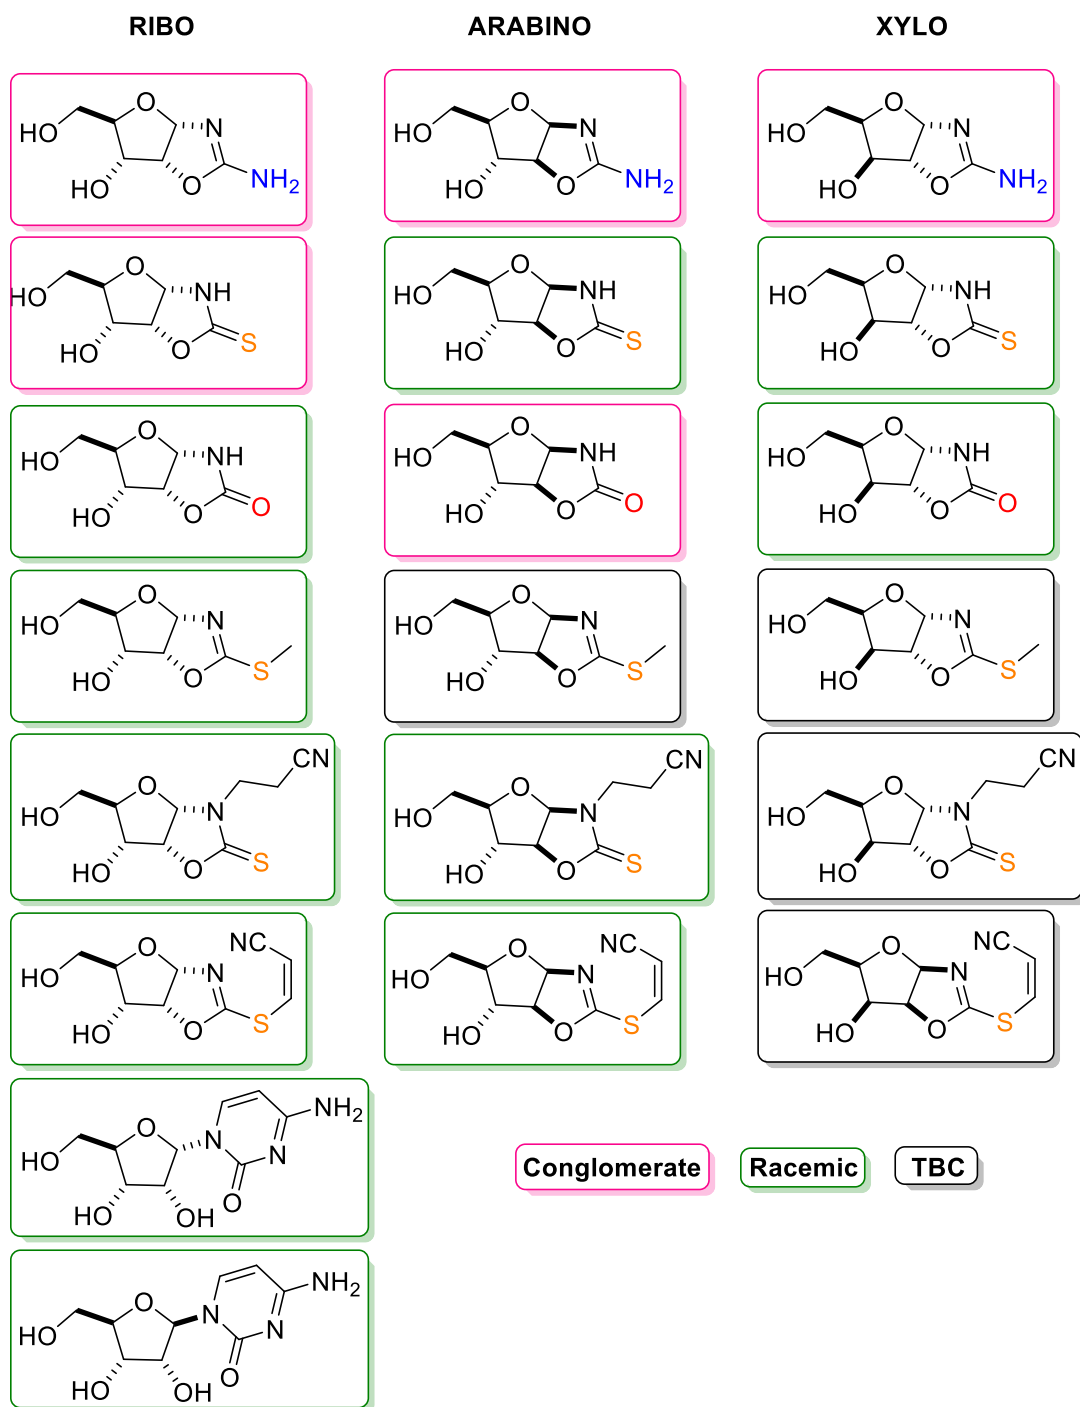 RIBO ARABINO XYLO
O O O
HO N HO N HO N
HO O NH2 HO O NH2 HO O NH2
O O O
HO NH HO NH HO NH
HO O S HO O S HO O S
O O O
HO NH HO NH HO NH
HO O O HO O O HO O O
O O O
HO N HO N HO N
HO O S HO O S HO O S
CN CN CN
O O O
HO N HO N HO N
HO O S HO O S HO O S
NC NC NC
O O O
HO N HO N HO N
HO O S HO O S HO O S
NH2
O N
HO N
HO OH O
Conglomerate Racemic TBC
NH2
O N
HO N
HO OH O